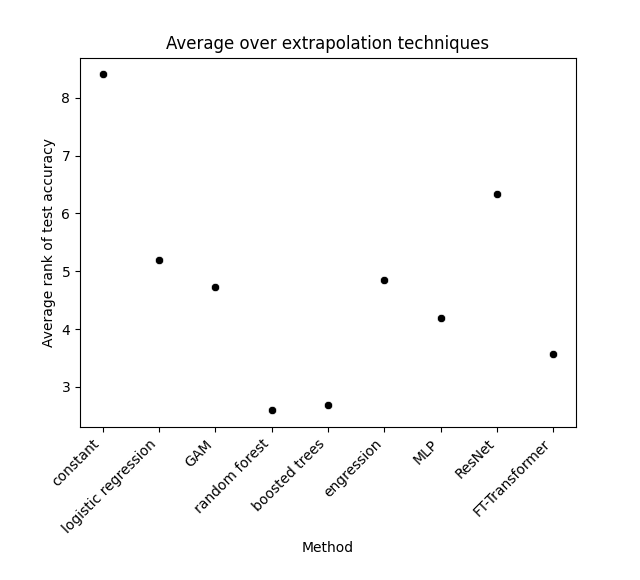 Average over extrapolation techniques
Average rank of test accuracy
8
7
6
5
4
3
constant
logistic regression
GAM
random forest
boosted trees
engression
MLP
ResNet
FT-Transformer
Method